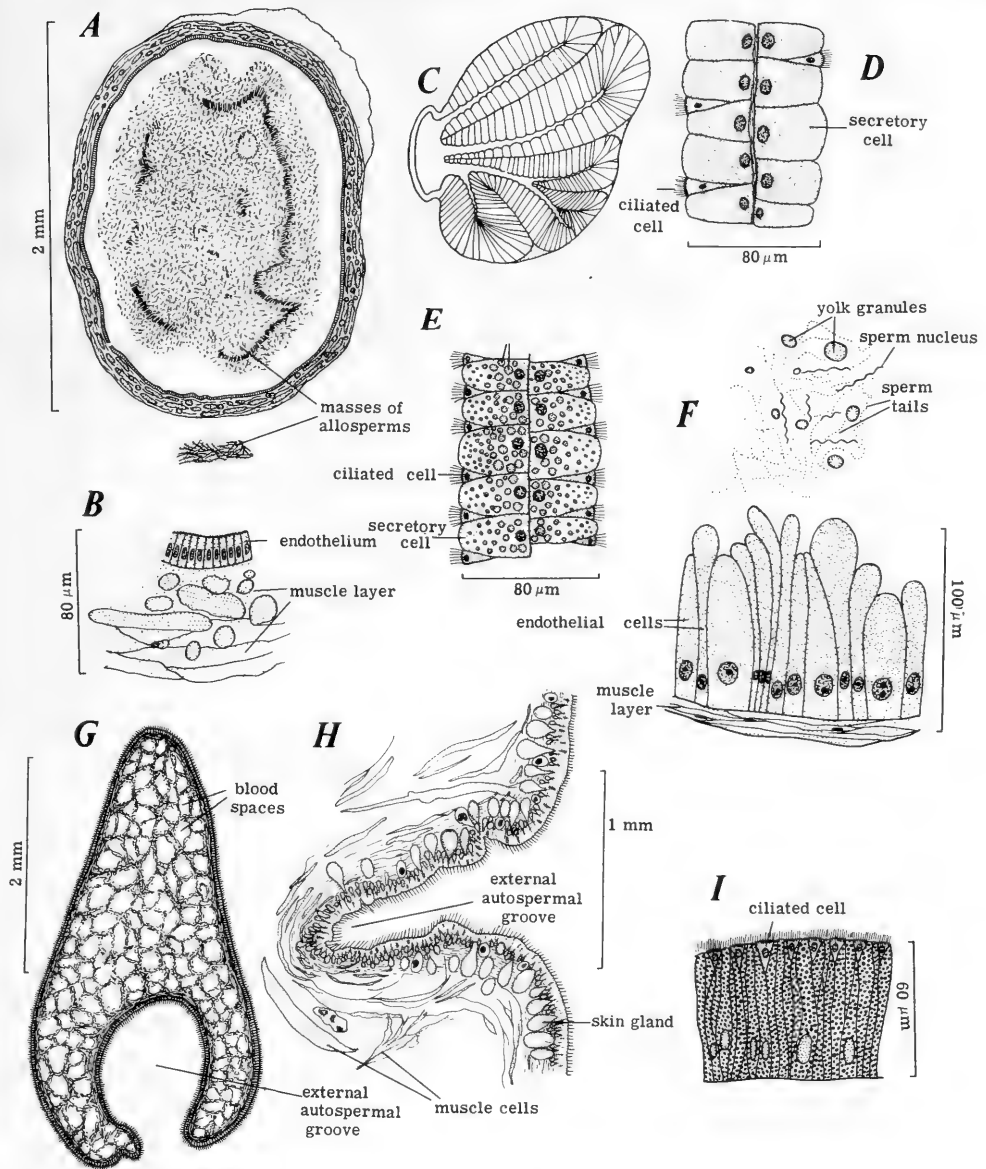 A
2 mm
masses of
allosperms
B
80 μm
endothelium
muscle layer
C
D
secretory
cell
ciliated
cell
80 μm
E
ciliated cell
secretory
cell
80 μm
F
yolk granules
sperm nucleus
sperm
tails
endothelial cells
muscle
layer
100 μm
G
2 mm
blood
spaces
external
autospermal
groove
H
1 mm
external
autospermal
groove
skin gland
muscle cells
I
ciliated cell
60 μm